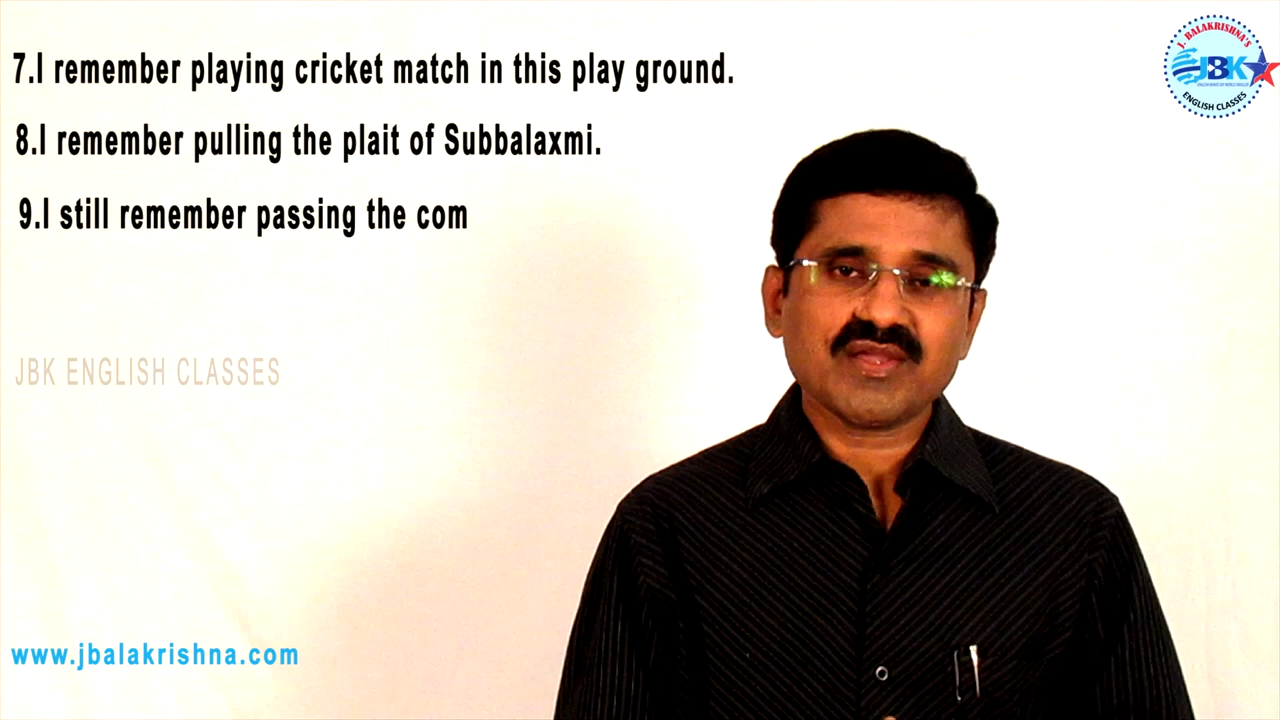 7.I remember playing cricket match in this play ground.
8.I remember pulling the plait of Subbalaxmi.
9.I still remember passing the com
JBK ENGLISH CLASSES
www.jbalakrishna.com
J. BALAKRISHNA'S
JBK
ENGLISH CLASSES